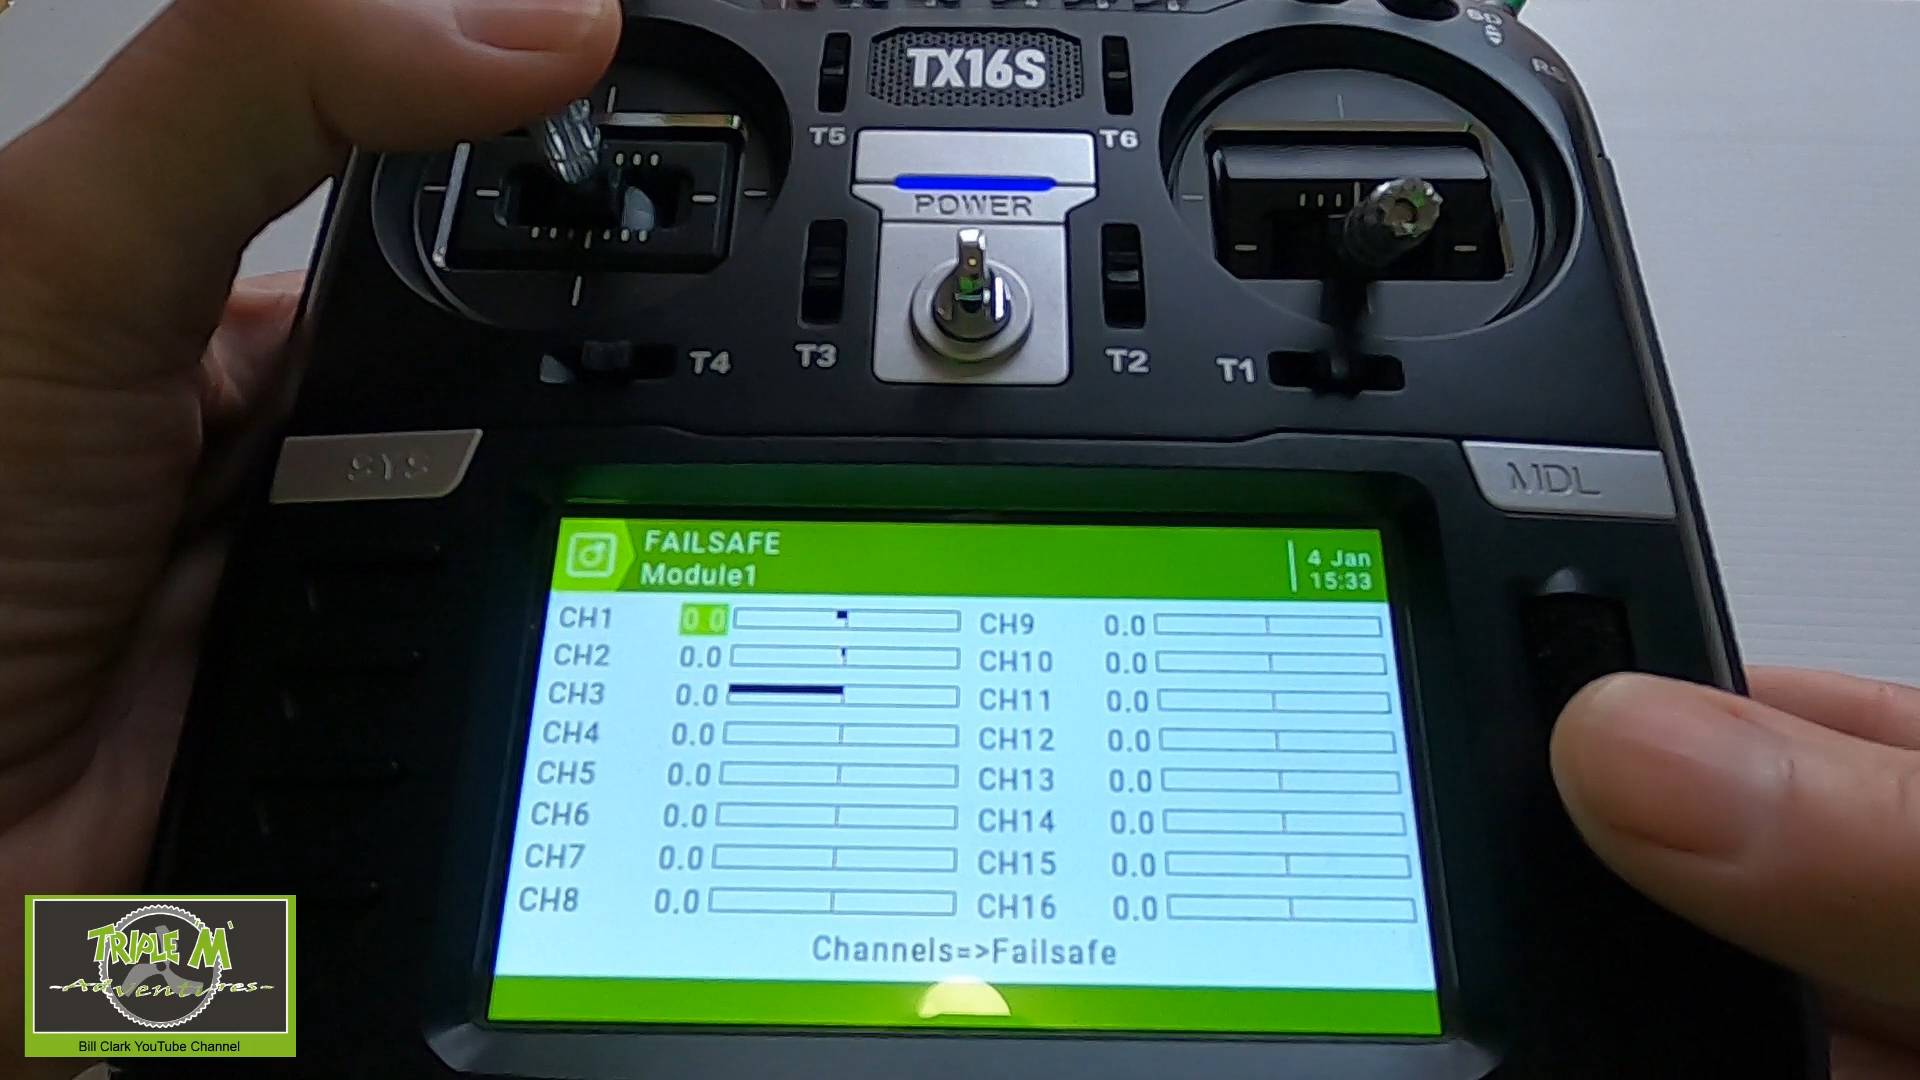 TX16S
T5
T6
POWER
T4
T3
T2
T1
SYS
MDL
FAILSAFE
Module1
4 Jan
15:33
CH1 0.0
CH2 0.0
CH3 0.0
CH4 0.0
CH5 0.0
CH6 0.0
CH7 0.0
CH8 0.0
CH9 0.0
CH10 0.0
CH11 0.0
CH12 0.0
CH13 0.0
CH14 0.0
CH15 0.0
CH16 0.0
Channels=>Failsafe
TRIPLE M'
-Adventures-
Bill Clark YouTube Channel